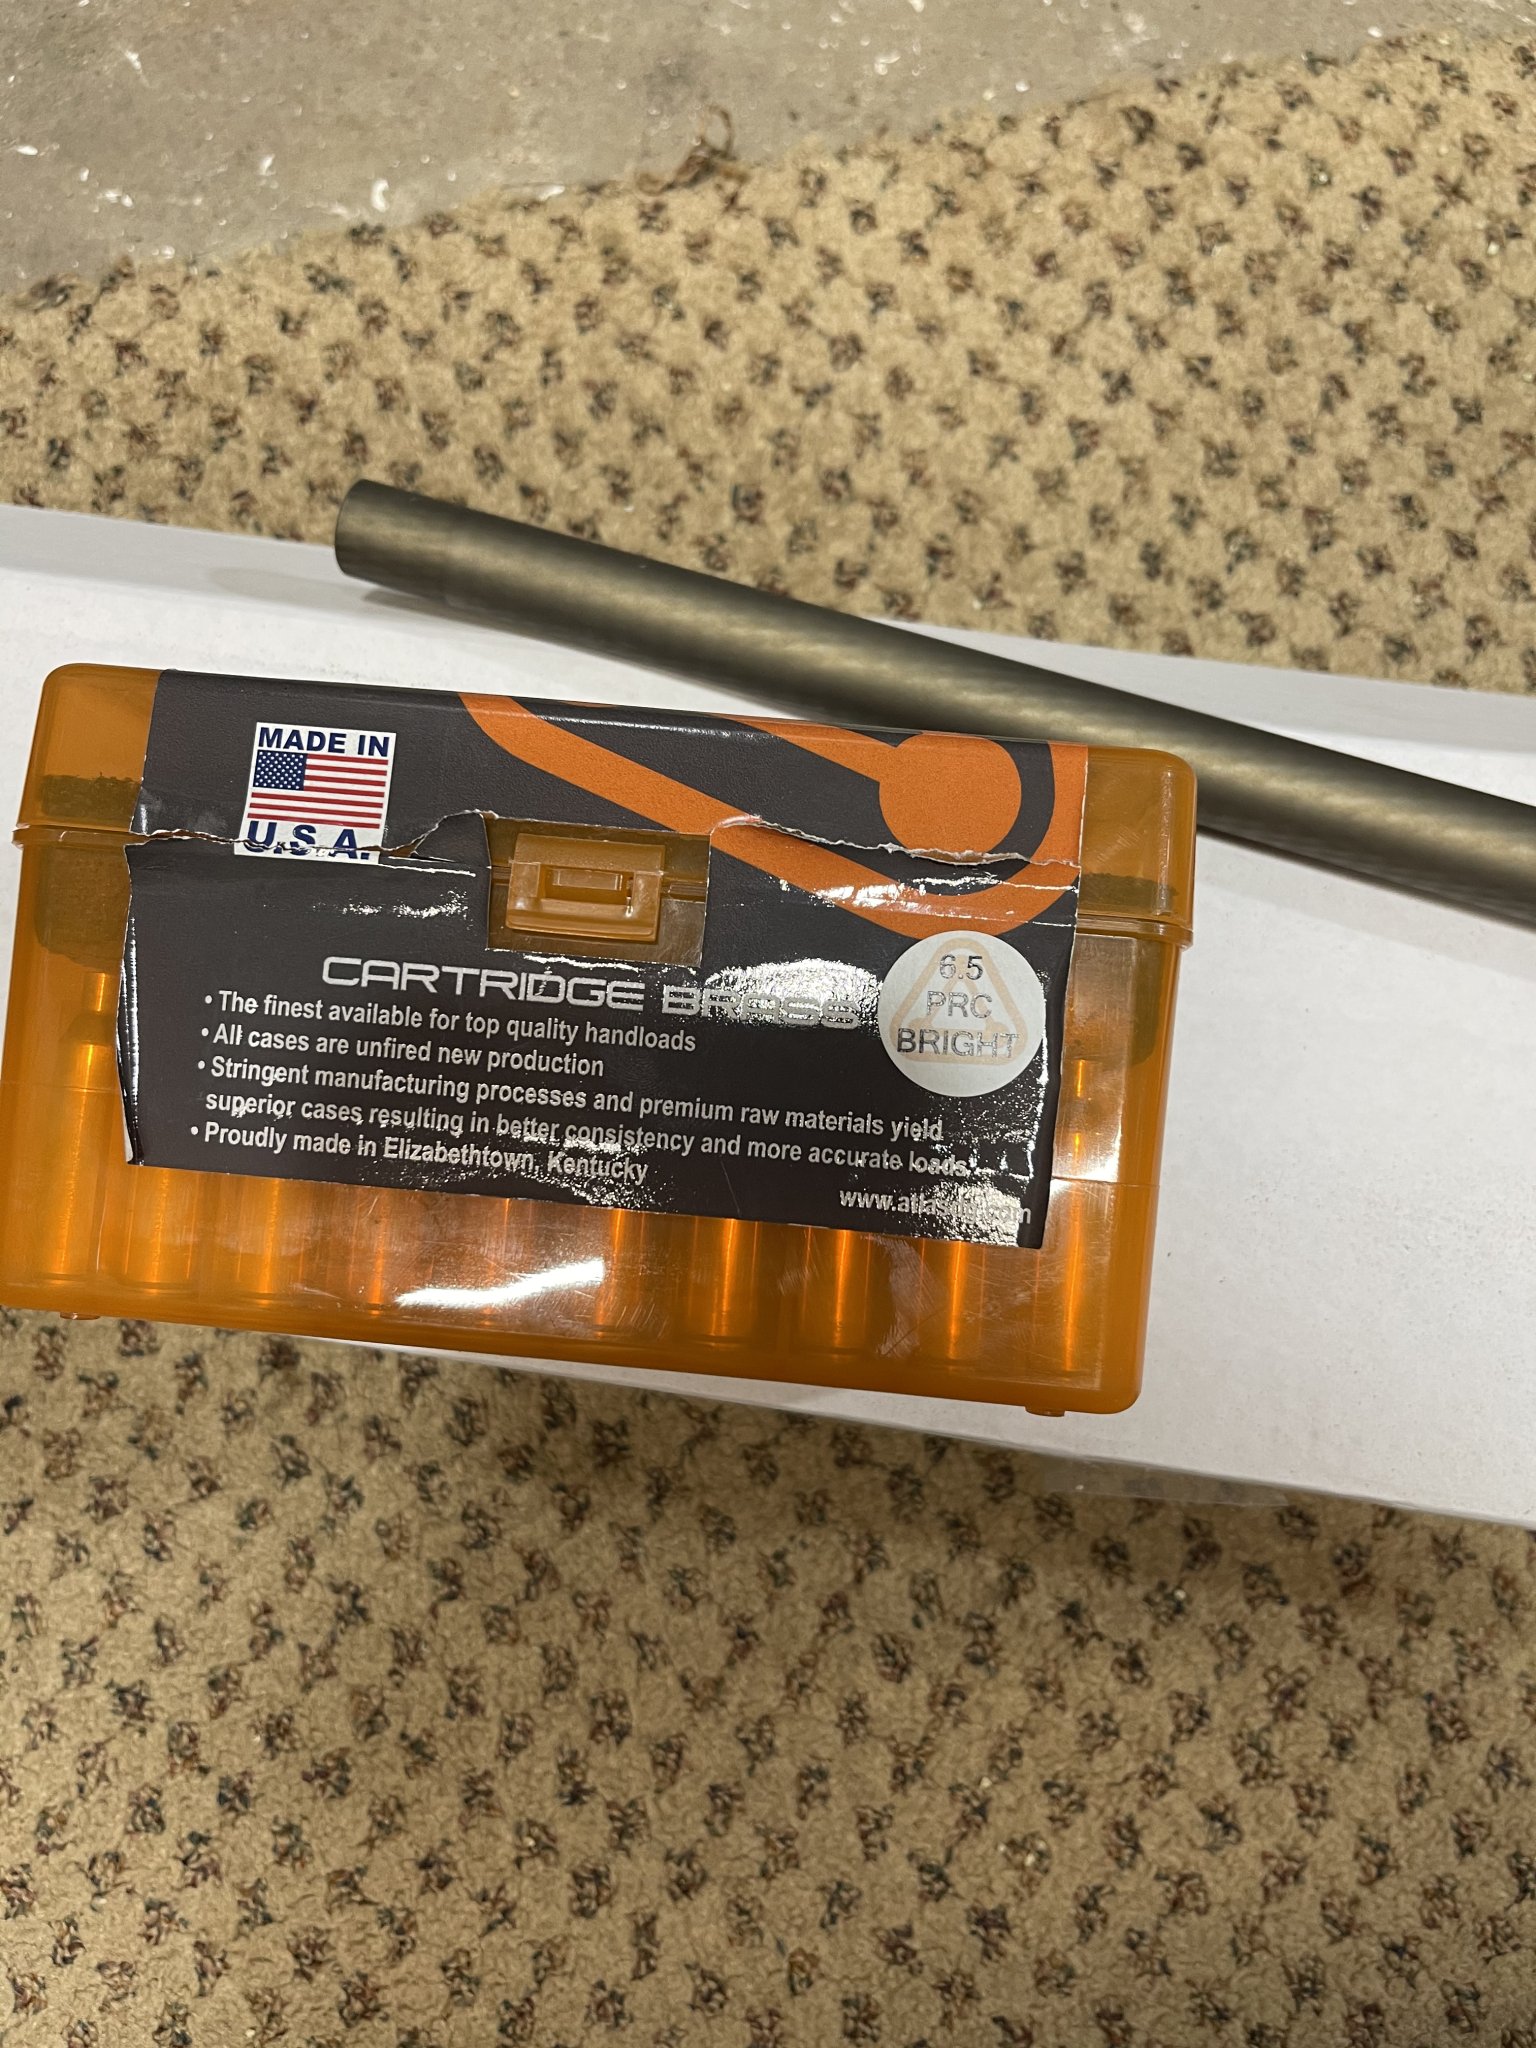 MADE IN
U.S.A.
CARTRIDGE BRASS
6.5
PRC
BRIGHT
• The finest available for top quality handloads
• All cases are unfired new production
• Stringent manufacturing processes and premium raw materials yield
superior cases resulting in better consistency and more accurate loads.
• Proudly made in Elizabethtown, Kentucky